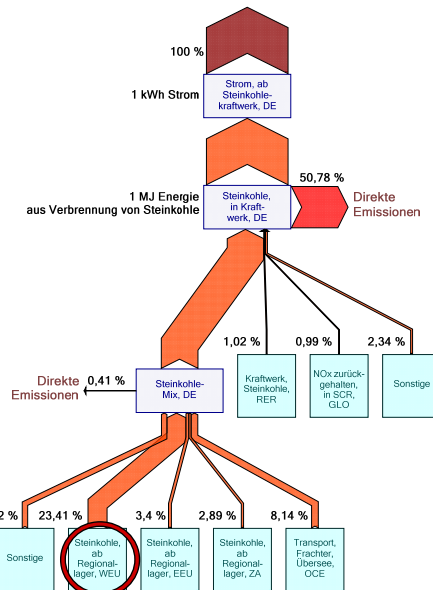 100 %
1 kWh Strom
Strom, ab
Steinkohle-
kraftwerk, DE
50,78 %
1 MJ Energie
aus Verbrennung von Steinkohle
Steinkohle,
in Kraft-
werk, DE
Direkte
Emissionen
1,02 %
0,99 %
2,34 %
Direkte
Emissionen
0,41 %
Steinkohle-
Mix, DE
Kraftwerk,
Steinkohle,
RER
NOx zurück-
gehalten,
in SCR,
GLO
Sonstige
2 %
23,41 %
3,4 %
2,89 %
8,14 %
Sonstige
Steinkohle,
ab
Regional-
lager, WEU
Steinkohle,
ab
Regional-
lager, EEU
Steinkohle,
ab
Regional-
lager, ZA
Transport,
Frachter,
Übersee,
OCE